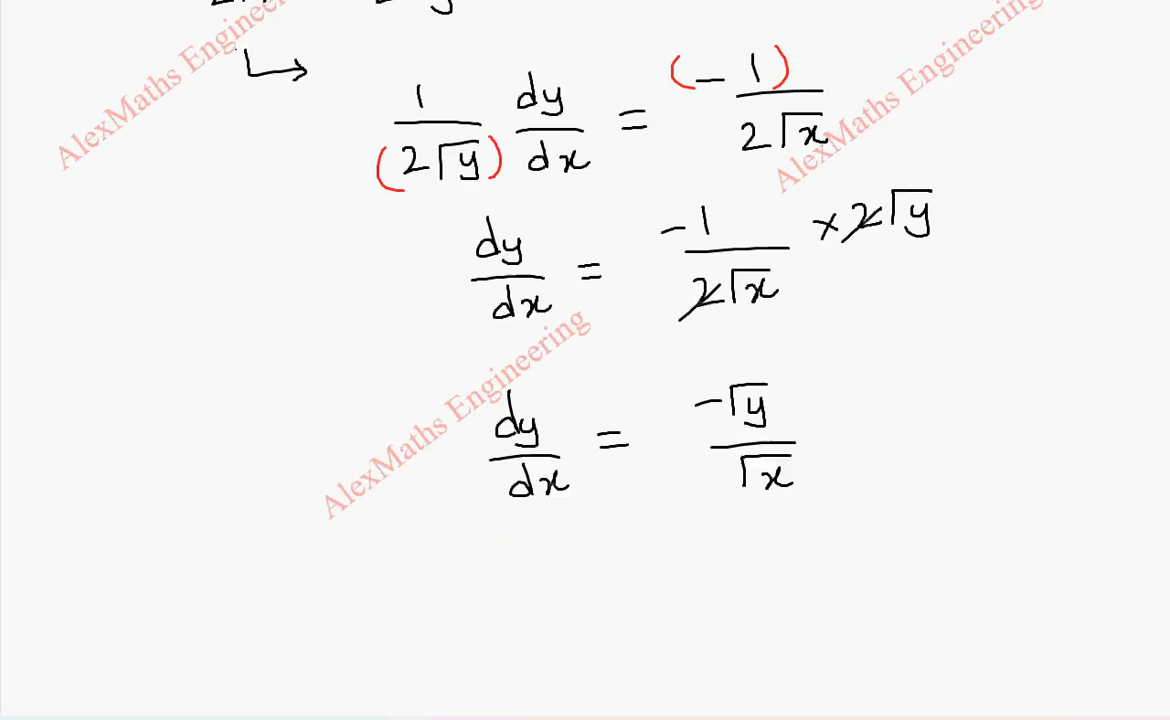 1/(2√y) dy/dx = - 1/(2√x)
dy/dx = -1/(2√x) × 2√y
dy/dx = -√y/√x
AlexMaths Engineering
AlexMaths Engineering
AlexMaths Engineering